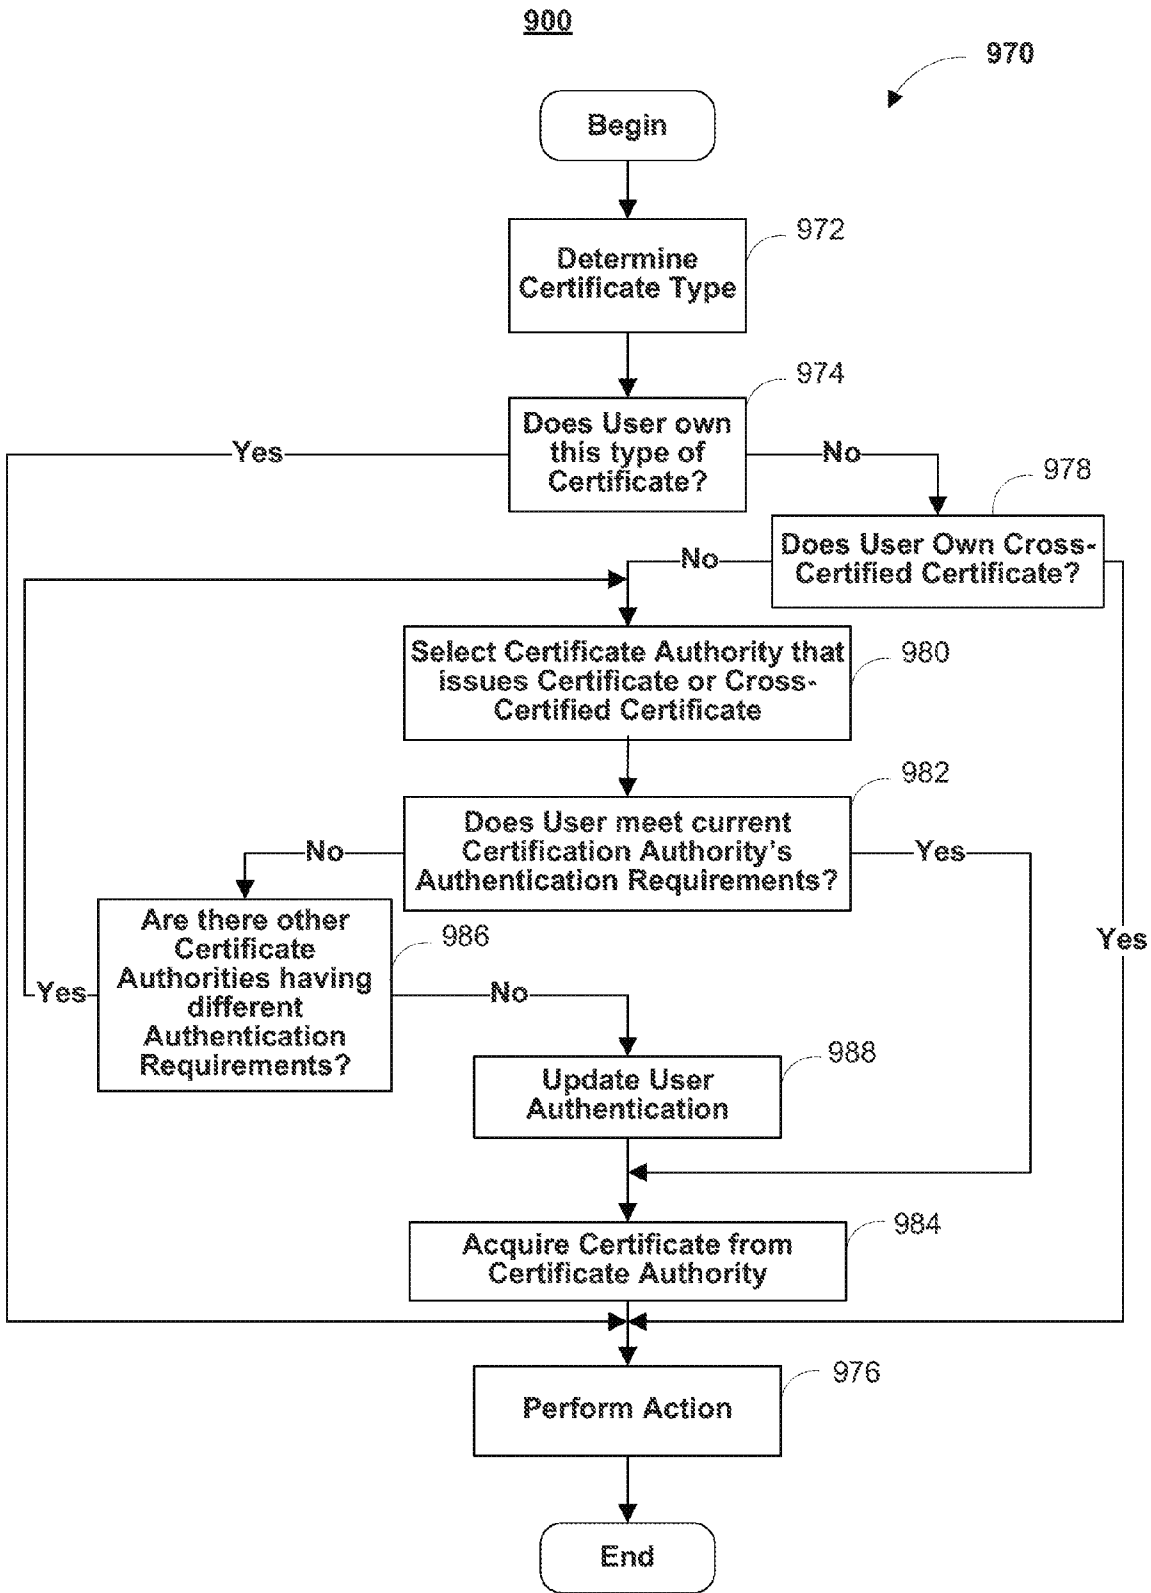 900
970
Begin
972
Determine
Certificate Type
974
Does User own
this type of
Certificate?
Yes
No
978
Does User Own Cross-
Certified Certificate?
No
980
Select Certificate Authority that
issues Certificate or Cross-
Certified Certificate
982
Does User meet current
Certification Authority's
Authentication Requirements?
No
Yes
986
Are there other
Certificate
Authorities having
different
Authentication
Requirements?
Yes
Yes
No
988
Update User
Authentication
984
Acquire Certificate from
Certificate Authority
976
Perform Action
End